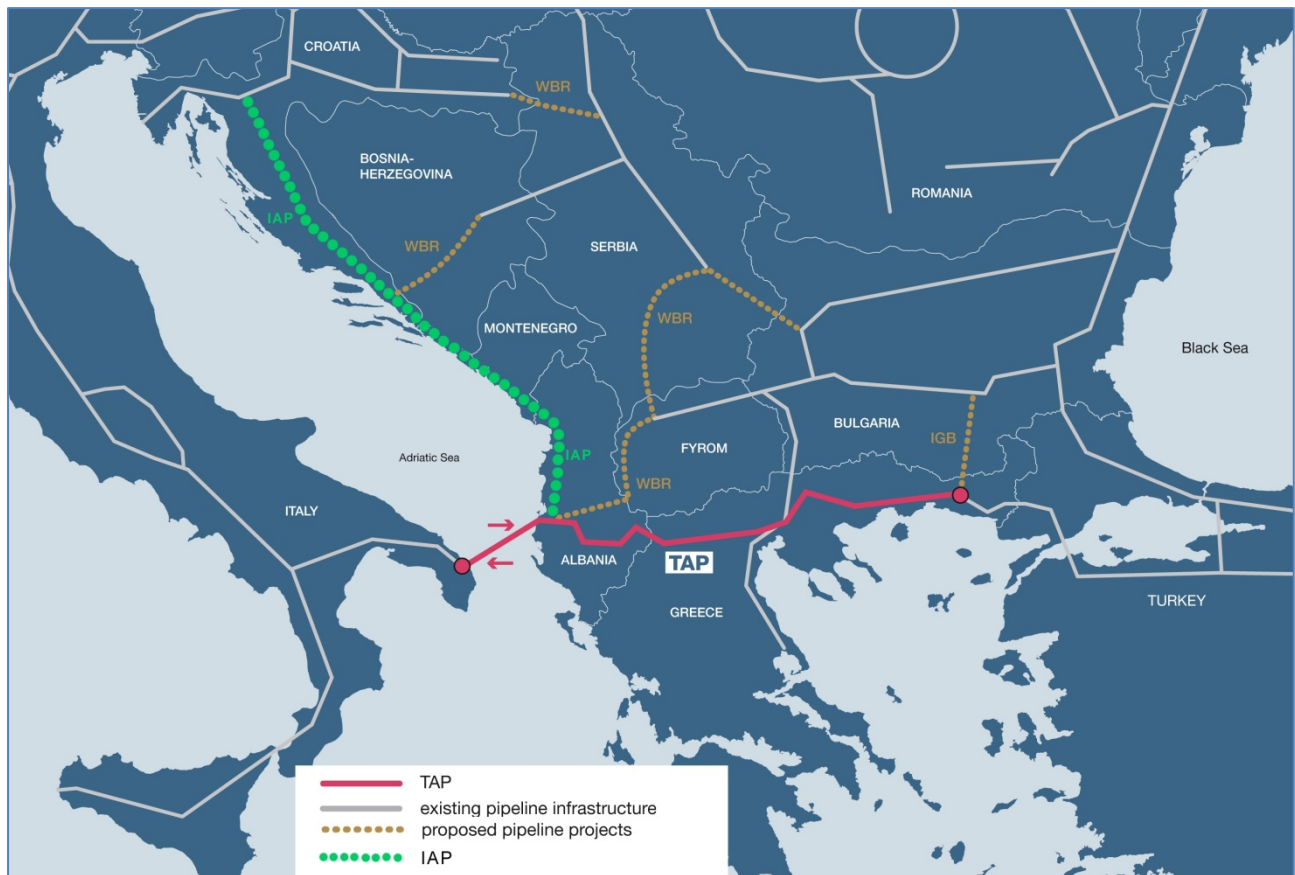 CROATIA
WBR
BOSNIA-
HERZEGOVINA
ROMANIA
IAP
WBR
SERBIA
MONTENEGRO
WBR
Black Sea
BULGARIA
IGB
FYROM
Adriatic Sea
IAP
WBR
ITALY
ALBANIA
TAP
GREECE
TURKEY
TAP
existing pipeline infrastructure
proposed pipeline projects
IAP